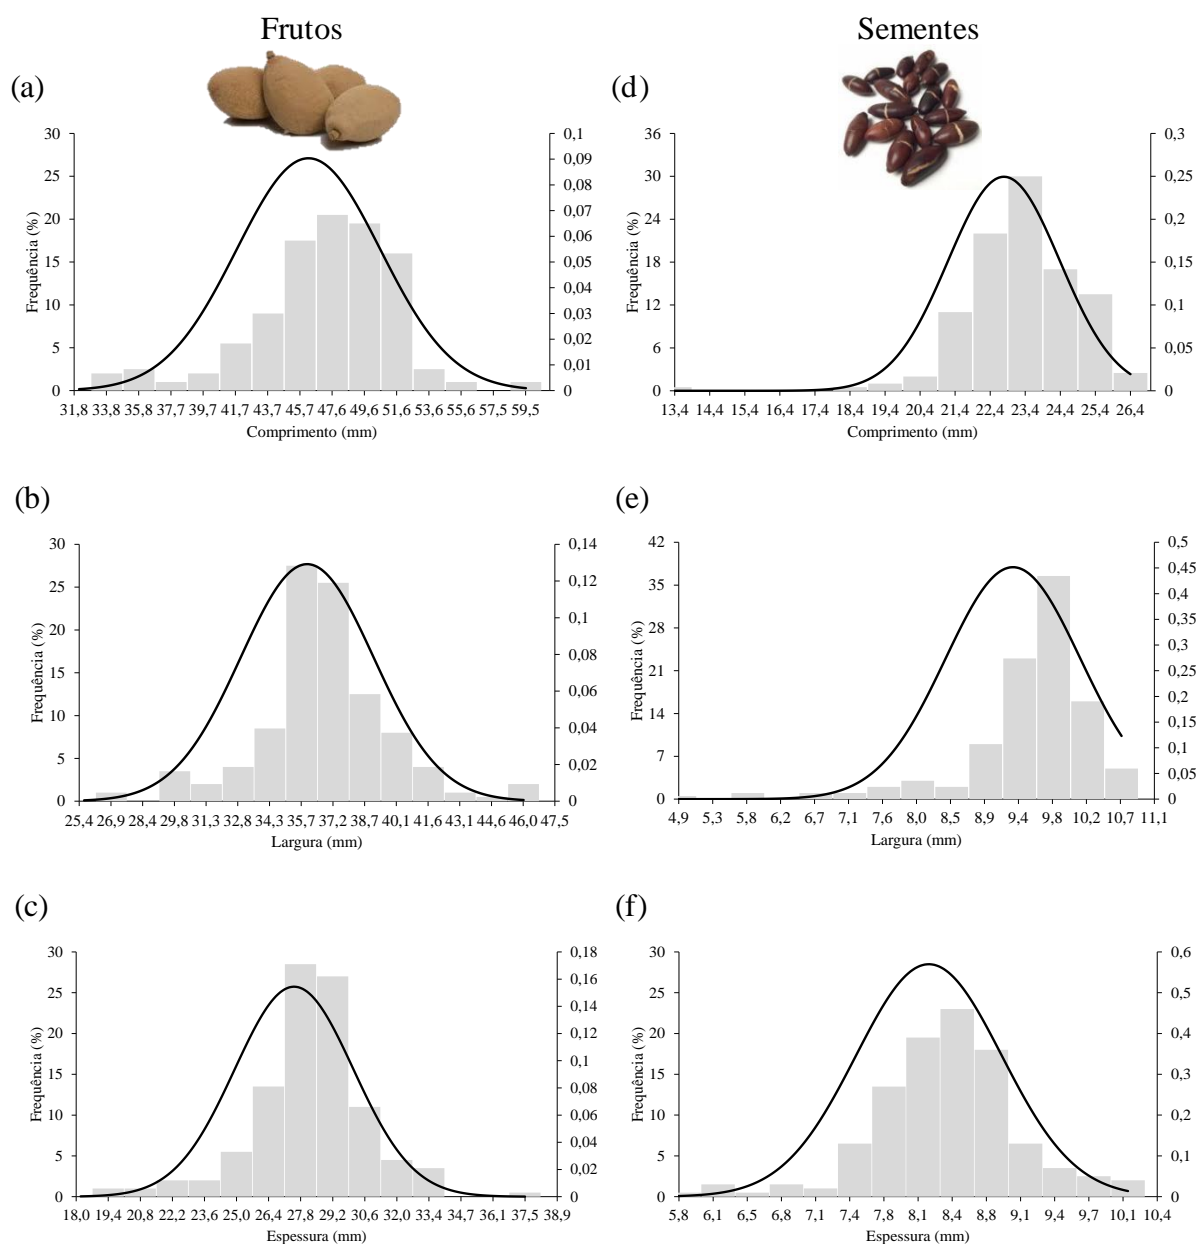 Frutos
Sementes
(a)
(d)
30 0,1
25 0,09
20 0,08
15 0,07
10 0,06
5 0,05
0 0,04
0,03
0,02
0,01
0
Frequência (%)
31,8 33,8 35,8 37,7 39,7 41,7 43,7 45,7 47,6 49,6 51,6 53,6 55,6 57,5 59,5
Comprimento (mm)
36 0,3
30 0,25
24 0,2
18 0,15
12 0,1
6 0,05
0 0
Frequência (%)
13,4 14,4 15,4 16,4 17,4 18,4 19,4 20,4 21,4 22,4 23,4 24,4 25,4 26,4
Comprimento (mm)
(b)
(e)
30 0,14
25 0,12
20 0,1
15 0,08
10 0,06
5 0,04
0 0,02
0
Frequência (%)
25,4 26,9 28,4 29,8 31,3 32,8 34,3 35,7 37,2 38,7 40,1 41,6 43,1 44,6 46,0 47,5
Largura (mm)
42 0,5
35 0,45
28 0,4
21 0,35
14 0,3
7 0,25
0 0,2
0,15
0,1
0,05
0
Frequência (%)
4,9 5,3 5,8 6,2 6,7 7,1 7,6 8,0 8,5 8,9 9,4 9,8 10,2 10,7 11,1
Largura (mm)
(c)
(f)
30 0,18
25 0,16
20 0,14
15 0,12
10 0,1
5 0,08
0 0,06
0,04
0,02
0
Frequência (%)
18,0 19,4 20,8 22,2 23,6 25,0 26,4 27,8 29,2 30,6 32,0 33,4 34,7 36,1 37,5 38,9
Espessura (mm)
30 0,6
25 0,5
20 0,4
15 0,3
10 0,2
5 0,1
0 0
Frequência (%)
5,8 6,1 6,5 6,8 7,1 7,4 7,8 8,1 8,4 8,8 9,1 9,4 9,7 10,1 10,4
Espessura (mm)